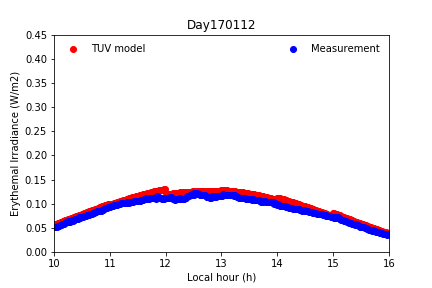 Day170112
TUV model
Measurement
Erythemal Irradiance (W/m2)
0.45
0.40
0.35
0.30
0.25
0.20
0.15
0.10
0.05
0.00
10 11 12 13 14 15 16
Local hour (h)